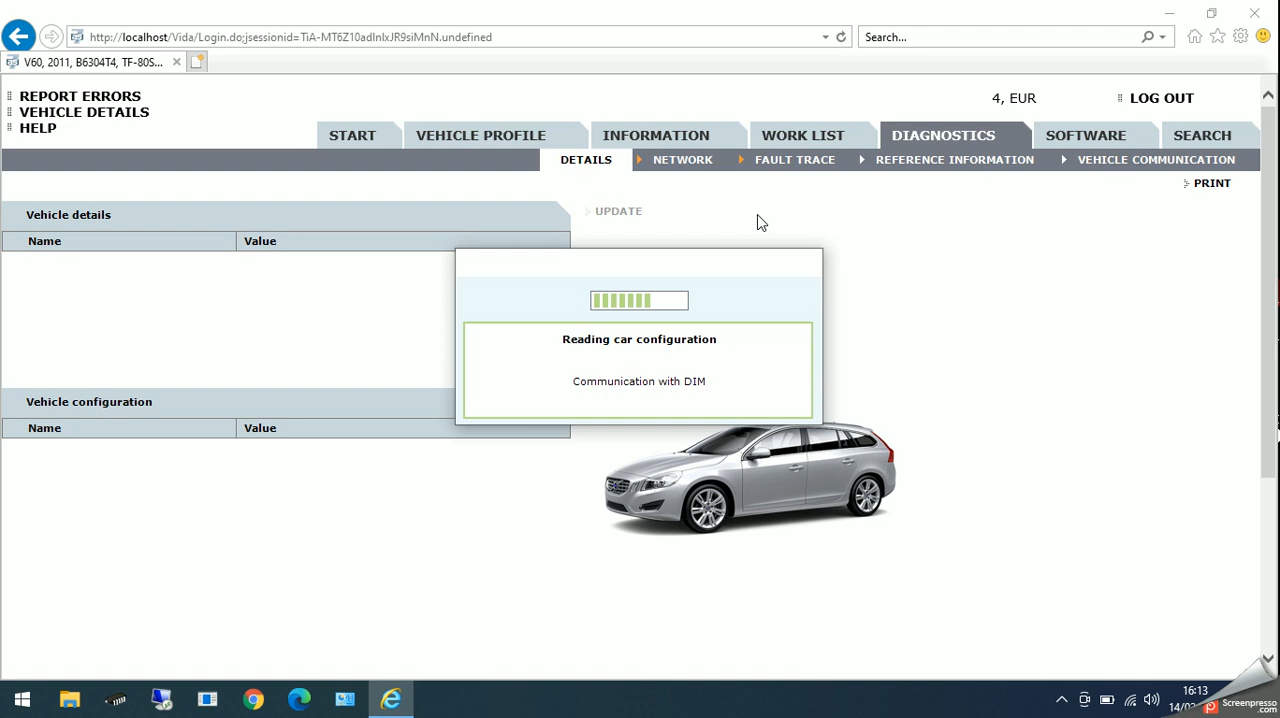 http://localhost/Vida/Login.do;jsessionid=TiA-MT6Z10adInlxJR9siMnN.undefined
Search...
V60, 2011, B6304T4, TF-80S...
REPORT ERRORS
VEHICLE DETAILS
HELP
4, EUR
LOG OUT
START
VEHICLE PROFILE
INFORMATION
WORK LIST
DIAGNOSTICS
SOFTWARE
SEARCH
DETAILS
NETWORK
FAULT TRACE
REFERENCE INFORMATION
VEHICLE COMMUNICATION
PRINT
Vehicle details
UPDATE
Name
Value
Reading car configuration
Communication with DIM
Vehicle configuration
Name
Value
16:13
Screenpresso
.com